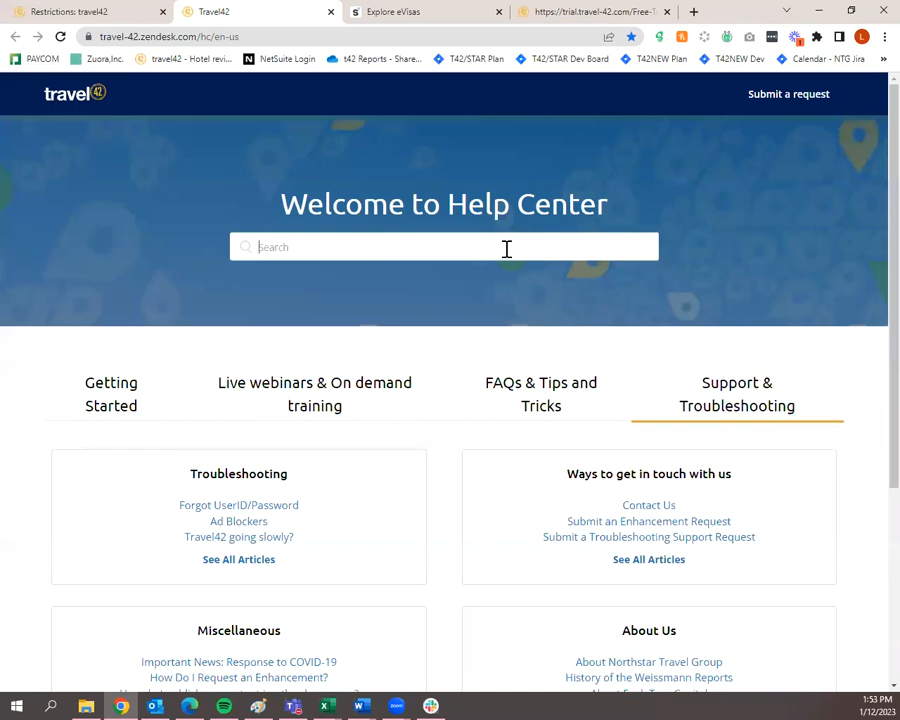 Restrictions: travel42
Travel42
Explore eVisas
https://trial.travel-42.com/Free-T
travel-42.zendesk.com/hc/en-us
PAYCOM
Zuora,Inc.
travel42 - Hotel revi...
NetSuite Login
t42 Reports - Share...
T42/STAR Plan
T42/STAR Dev Board
T42NEW Plan
T42NEW Dev
Calendar - NTG Jira
»
travel42
Submit a request
Welcome to Help Center
Search
Getting
Started
Live webinars & On demand
training
FAQs & Tips and
Tricks
Support &
Troubleshooting
Troubleshooting
Forgot UserID/Password
Ad Blockers
Travel42 going slowly?
See All Articles
Ways to get in touch with us
Contact Us
Submit an Enhancement Request
Submit a Troubleshooting Support Request
See All Articles
Miscellaneous
Important News: Response to COVID-19
How Do I Request an Enhancement?
About Us
About Northstar Travel Group
History of the Weissmann Reports
1:53 PM
1/12/2023